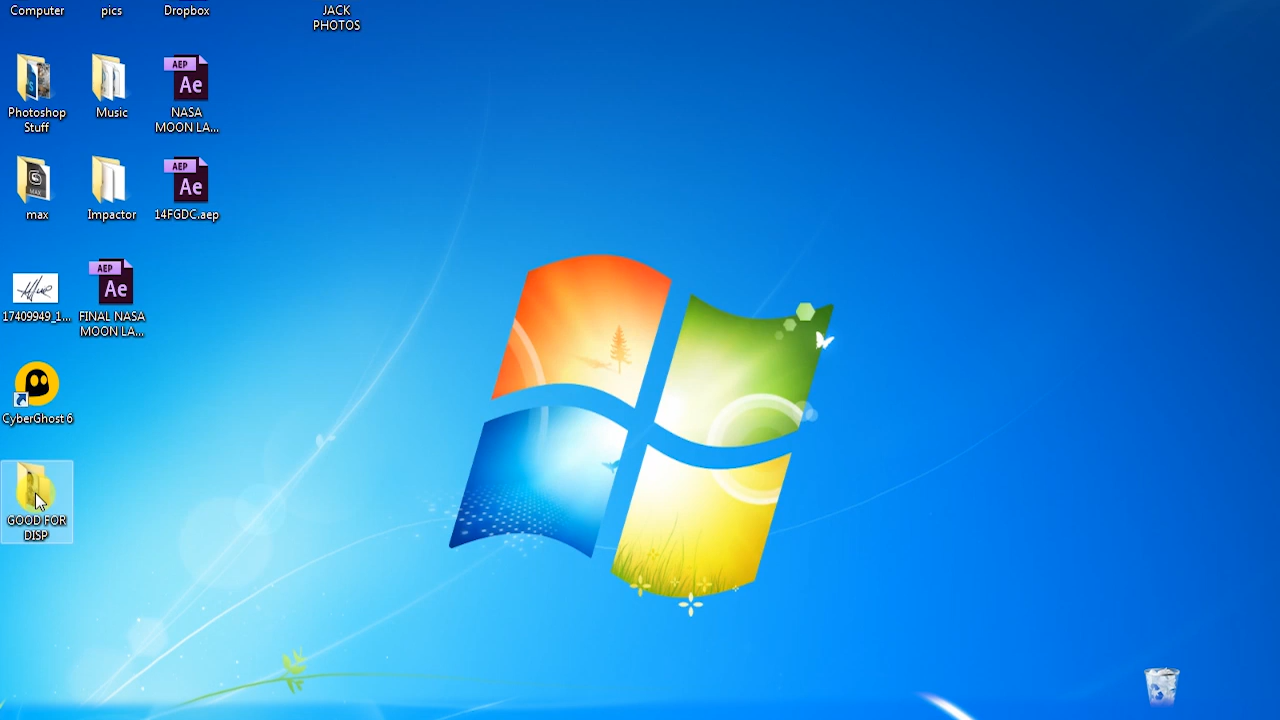 Computer
pics
Dropbox
JACK
PHOTOS
Photoshop
Stuff
Music
AEP
Ae
NASA
MOON LA...
max
MAX
Impactor
AEP
Ae
14FGDC.aep
17409949_1...
AEP
Ae
FINAL NASA
MOON LA...
CyberGhost 6
GOOD FOR
DISP